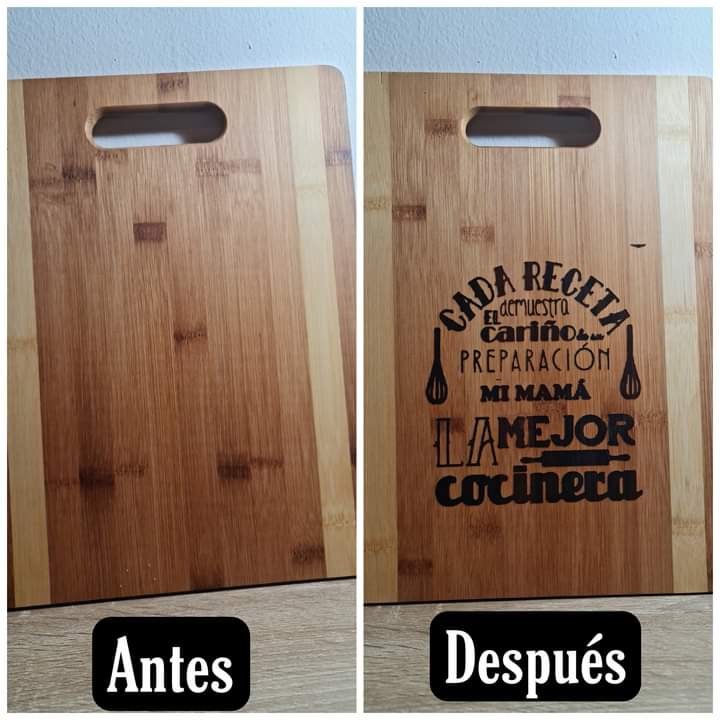 CADA RECETA
demuestra
EL
cariño de su
PREPARACIÓN
MI MAMÁ
LA MEJOR
cocinera
Antes
Después